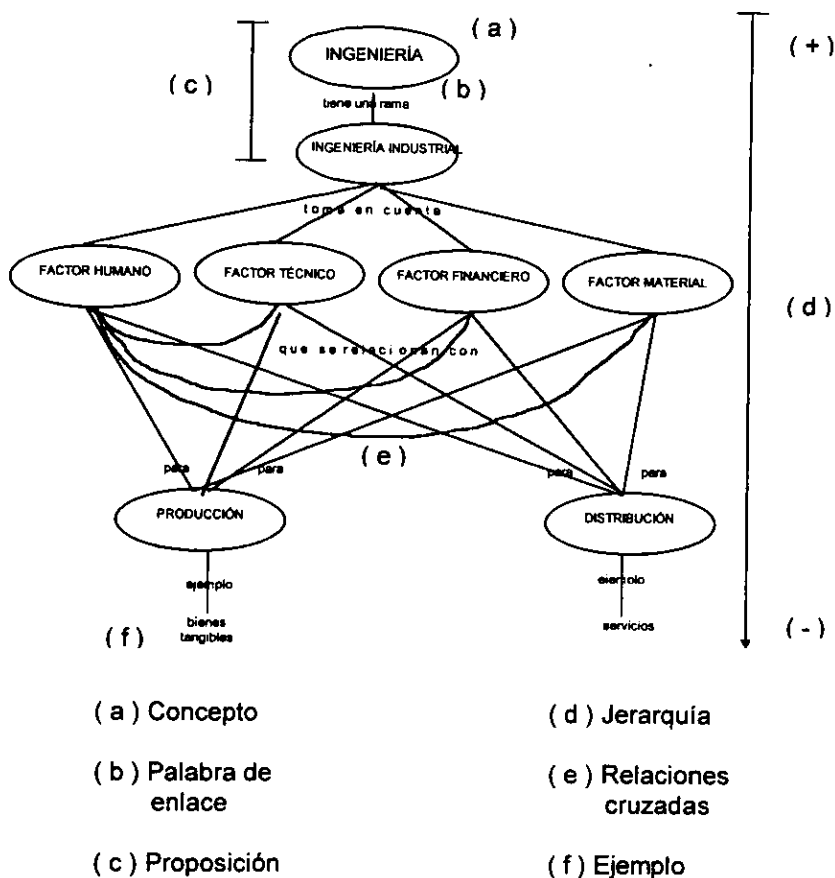 ( a )
( + )
INGENIERÍA
( c )
( b )
tiene una rama
INGENIERÍA INDUSTRIAL
toma en cuenta
FACTOR HUMANO
FACTOR TÉCNICO
FACTOR FINANCIERO
FACTOR MATERIAL
( d )
que se relacionan con
( e )
para
para
para
para
PRODUCCIÓN
DISTRIBUCIÓN
ejemplo
ejemplo
bienes
tangibles
servicios
( f )
( - )
( a ) Concepto
( b ) Palabra de
enlace
( c ) Proposición
( d ) Jerarquía
( e ) Relaciones
cruzadas
( f ) Ejemplo